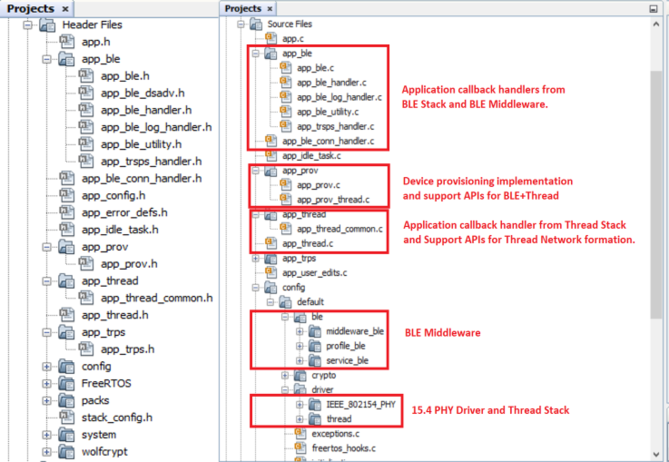 Projects ×
Header Files
app.h
app_ble
app_ble.h
app_ble_dsadv.h
app_ble_handler.h
app_ble_log_handler.h
app_ble_utility.h
app_trsps_handler.h
app_ble_conn_handler.h
app_config.h
app_error_defs.h
app_idle_task.h
app_prov
app_prov.h
app_thread
app_thread_common.h
app_thread.h
app_trps
app_trps.h
config
FreeRTOS
packs
stack_config.h
system
wolfcrypt
Projects ×
Source Files
app.c
app_ble
app_ble.c
app_ble_handler.c
app_ble_log_handler.c
app_ble_utility.c
app_trsps_handler.c
app_ble_conn_handler.c
Application callback handlers from
BLE Stack and BLE Middleware.
app_idle_task.c
app_prov
app_prov.c
app_prov_thread.c
Device provisioning implementation
and support APIs for BLE+Thread
app_thread
app_thread_common.c
app_thread.c
Application callback handler from Thread Stack
and Support APIs for Thread Network formation.
app_trps
app_user_edits.c
config
default
ble
middleware_ble
profile_ble
service_ble
BLE Middleware
crypto
driver
IEEE_802154_PHY
thread
15.4 PHY Driver and Thread Stack
exceptions.c
freertos_hooks.c